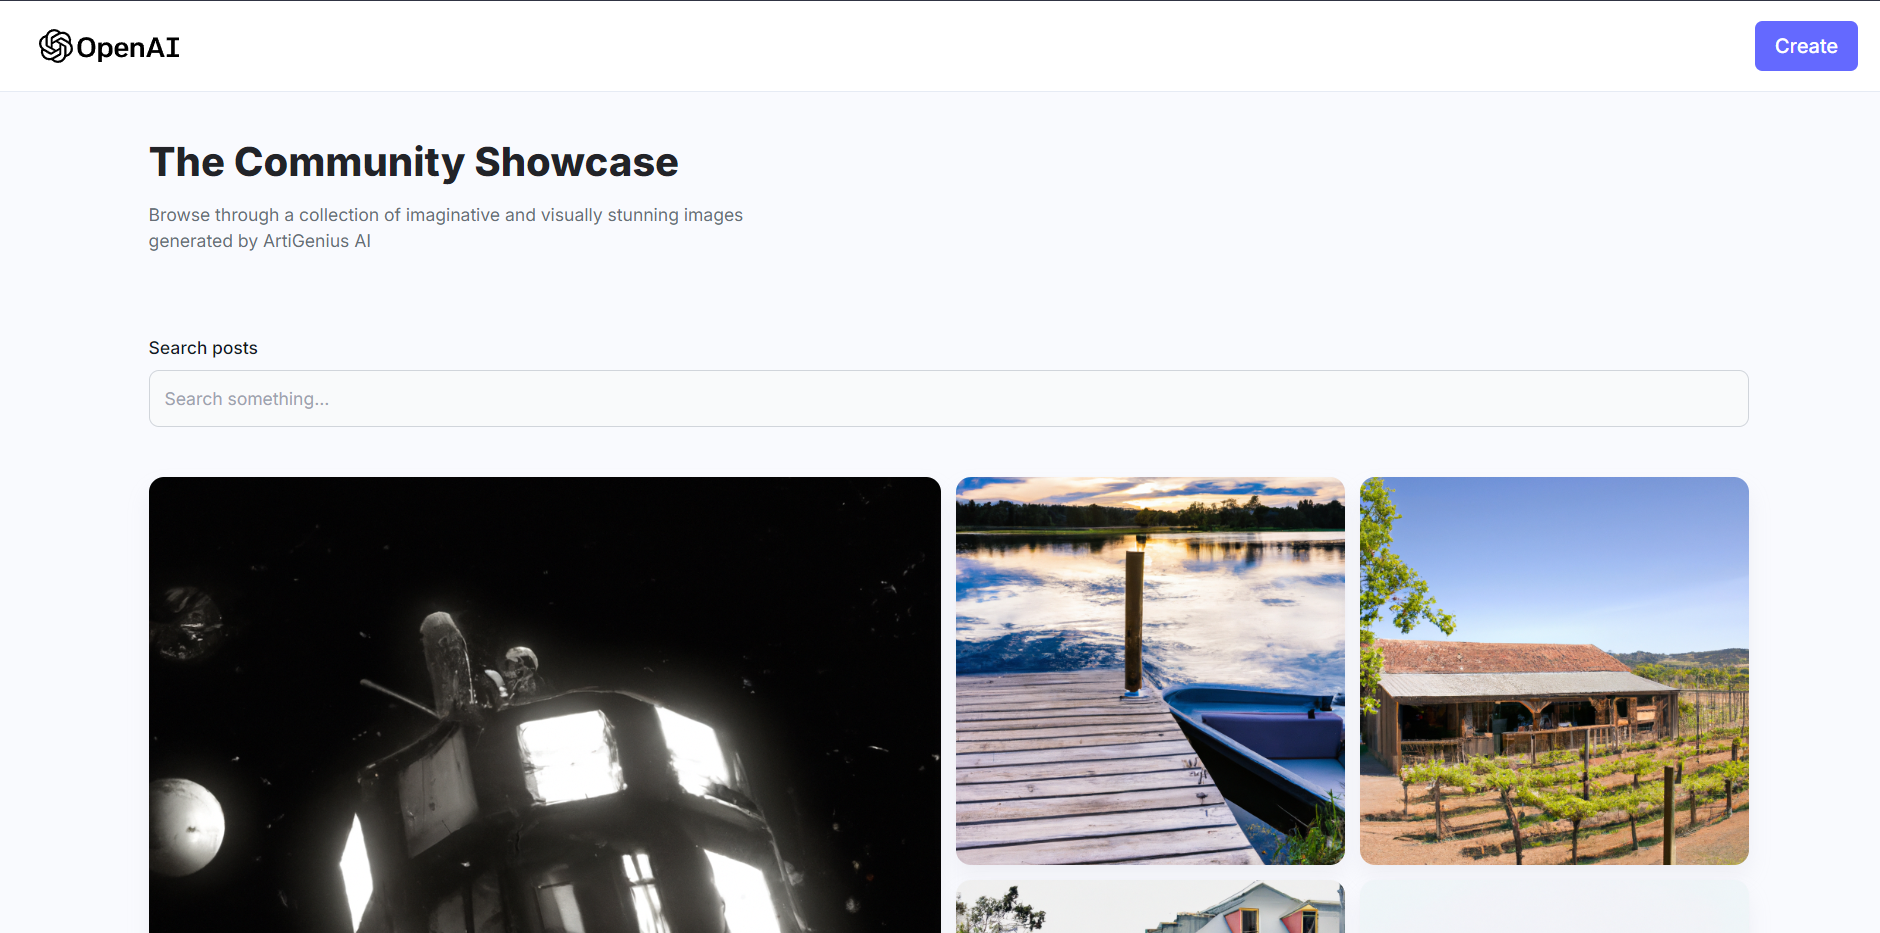 OpenAI
Create
The Community Showcase
Browse through a collection of imaginative and visually stunning images
generated by ArtiGenius AI
Search posts
Search something...